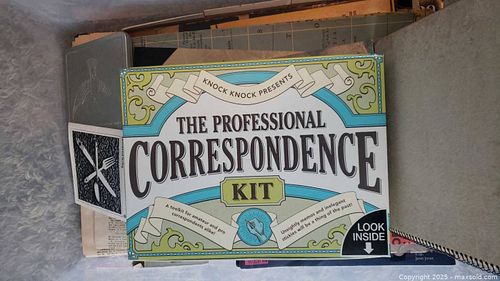 KNOCK KNOCK PRESENTS
THE PROFESSIONAL
CORRESPONDENCE
KIT
A toolkit for amateur and pro
correspondents alike!
Unsightly memos and inelegant
stickies will be a thing of the past!
LOOK
INSIDE
Copyright 2025 - maxsold.com